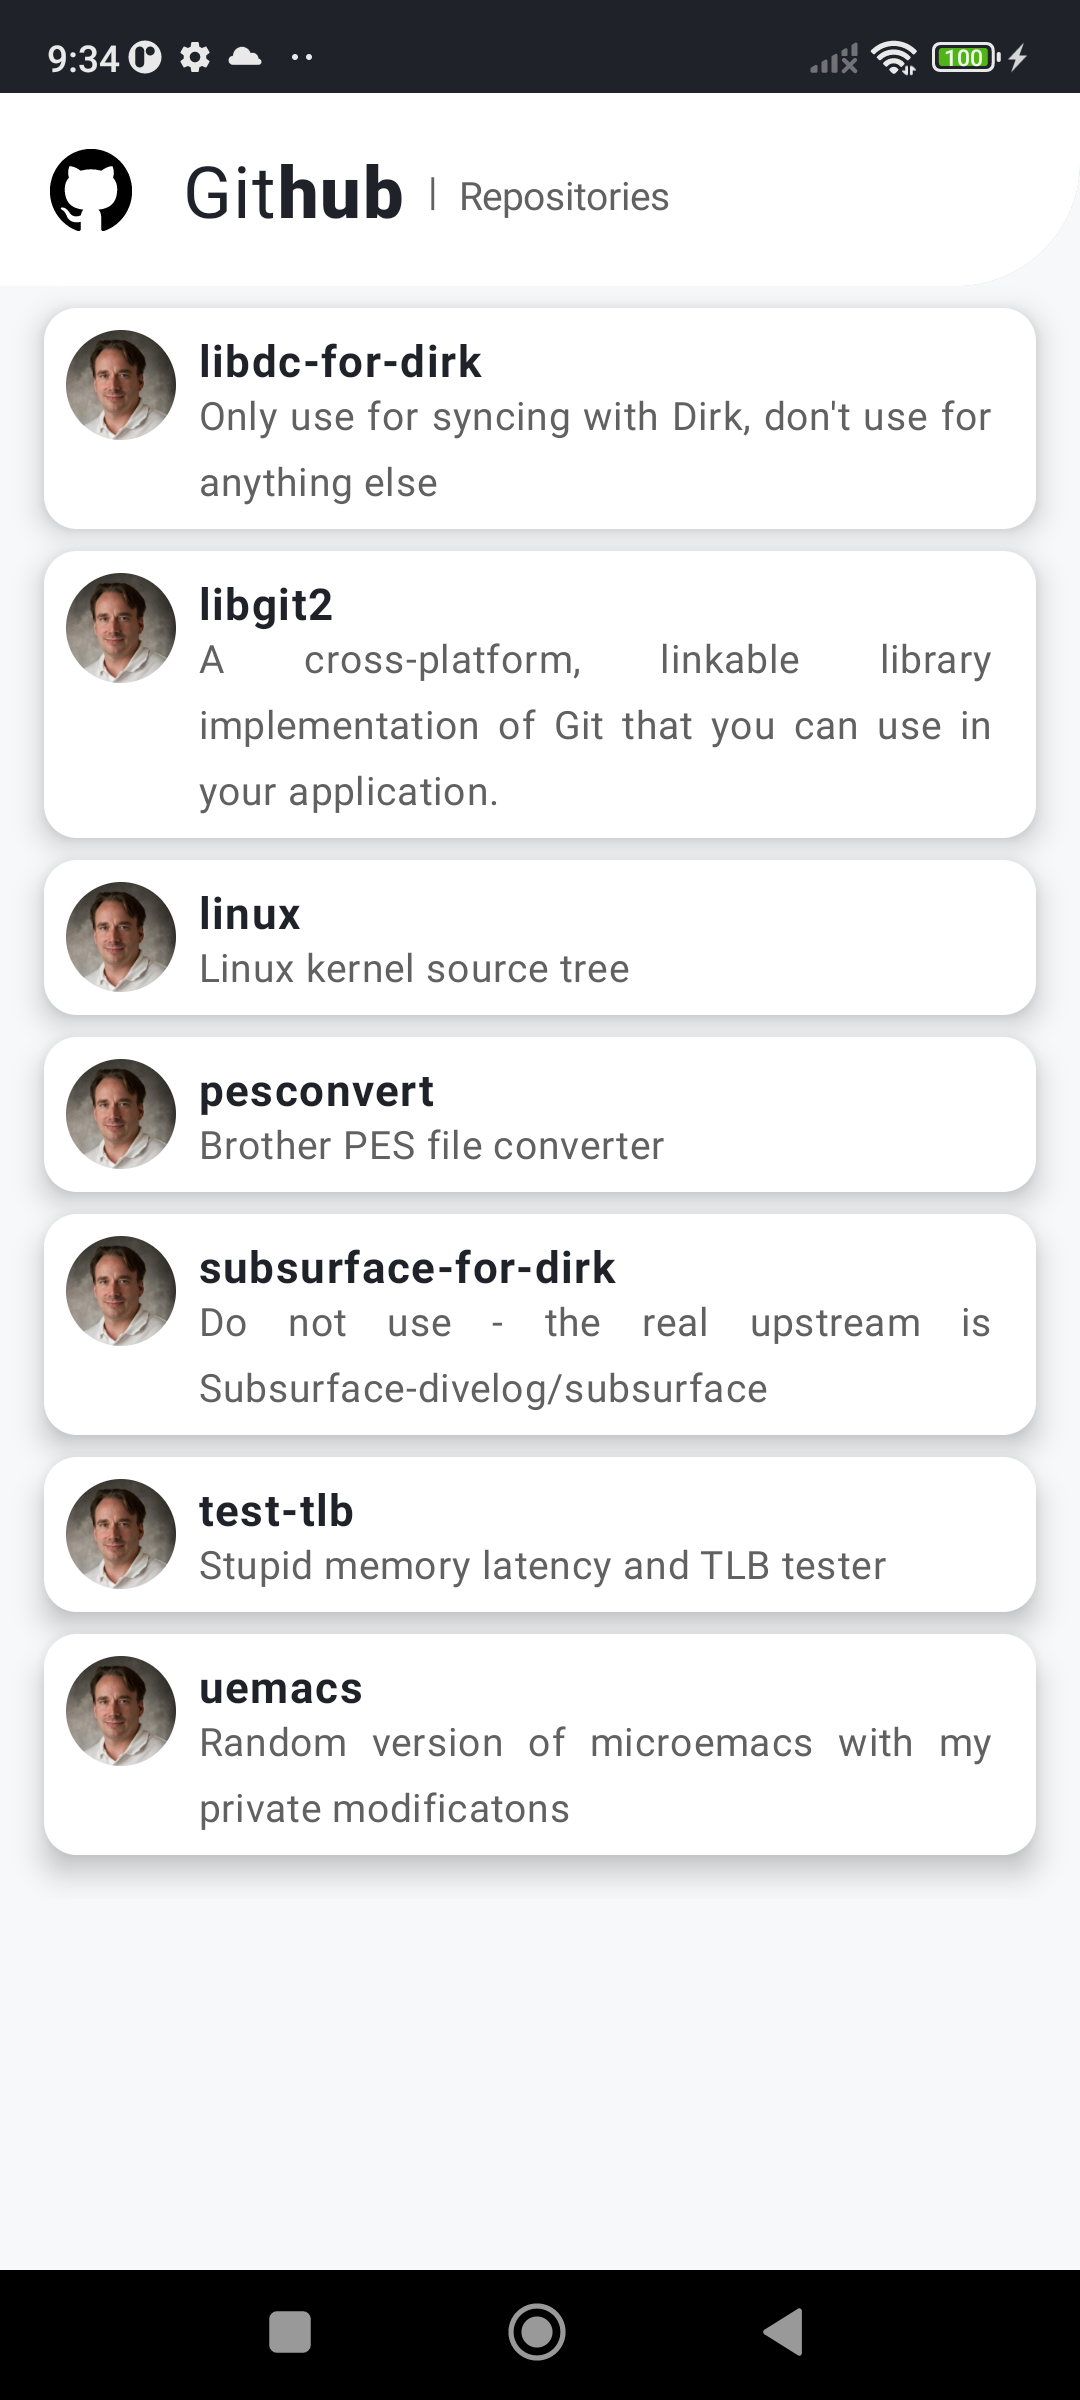 9:34
100
Github | Repositories
libdc-for-dirk
Only use for syncing with Dirk, don't use for
anything else
libgit2
A cross-platform, linkable library
implementation of Git that you can use in
your application.
linux
Linux kernel source tree
pesconvert
Brother PES file converter
subsurface-for-dirk
Do not use - the real upstream is
Subsurface-divelog/subsurface
test-tlb
Stupid memory latency and TLB tester
uemacs
Random version of microemacs with my
private modificatons